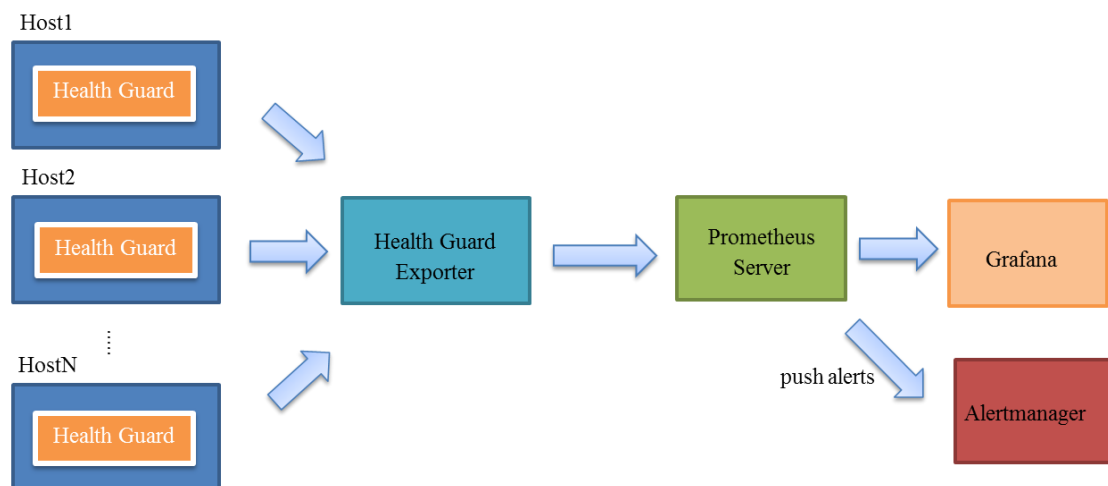 Host1
Health Guard
Host2
Health Guard
HostN
Health Guard
Health Guard
Exporter
Prometheus
Server
Grafana
push alerts
Alertmanager